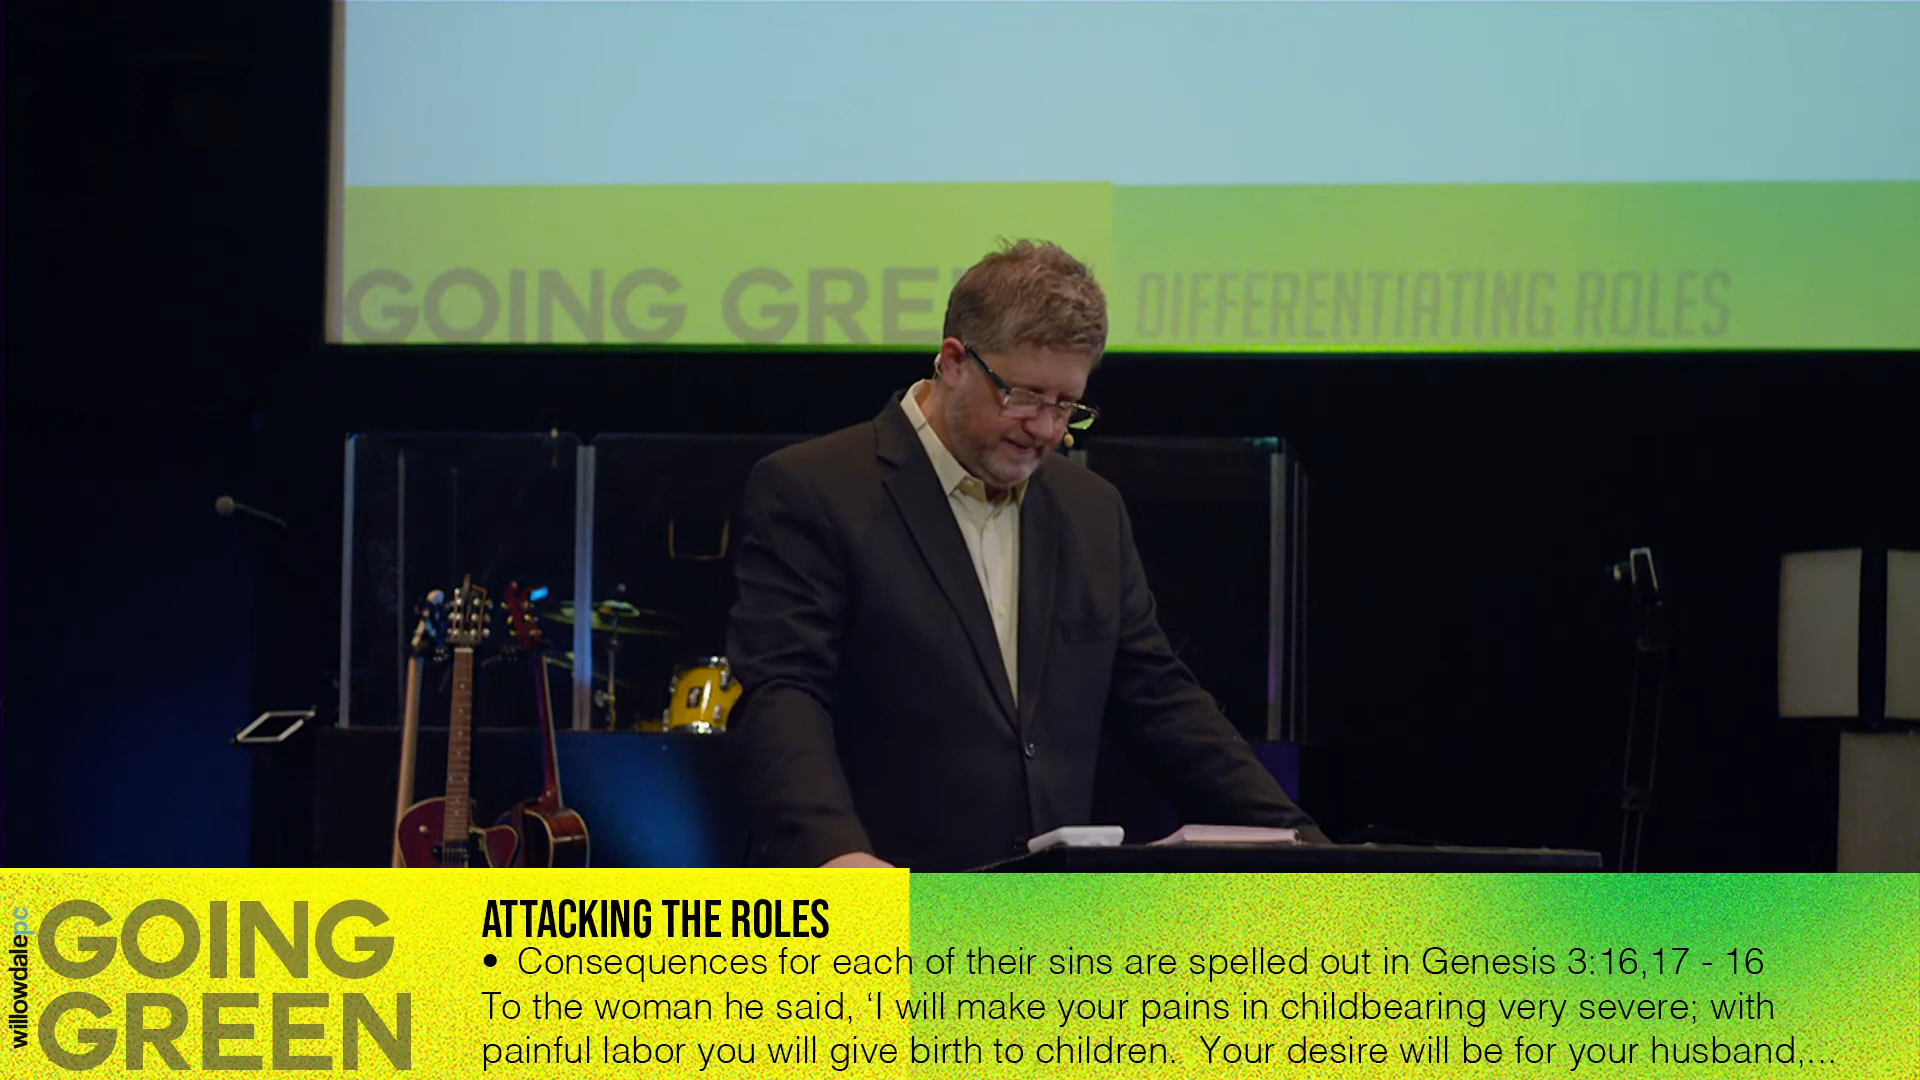 GOING GRE
DIFFERENTIATING ROLES
willowdalepc
GOING
GREEN
ATTACKING THE ROLES
• Consequences for each of their sins are spelled out in Genesis 3:16,17 - 16
To the woman he said, ‘I will make your pains in childbearing very severe; with
painful labor you will give birth to children.  Your desire will be for your husband,...